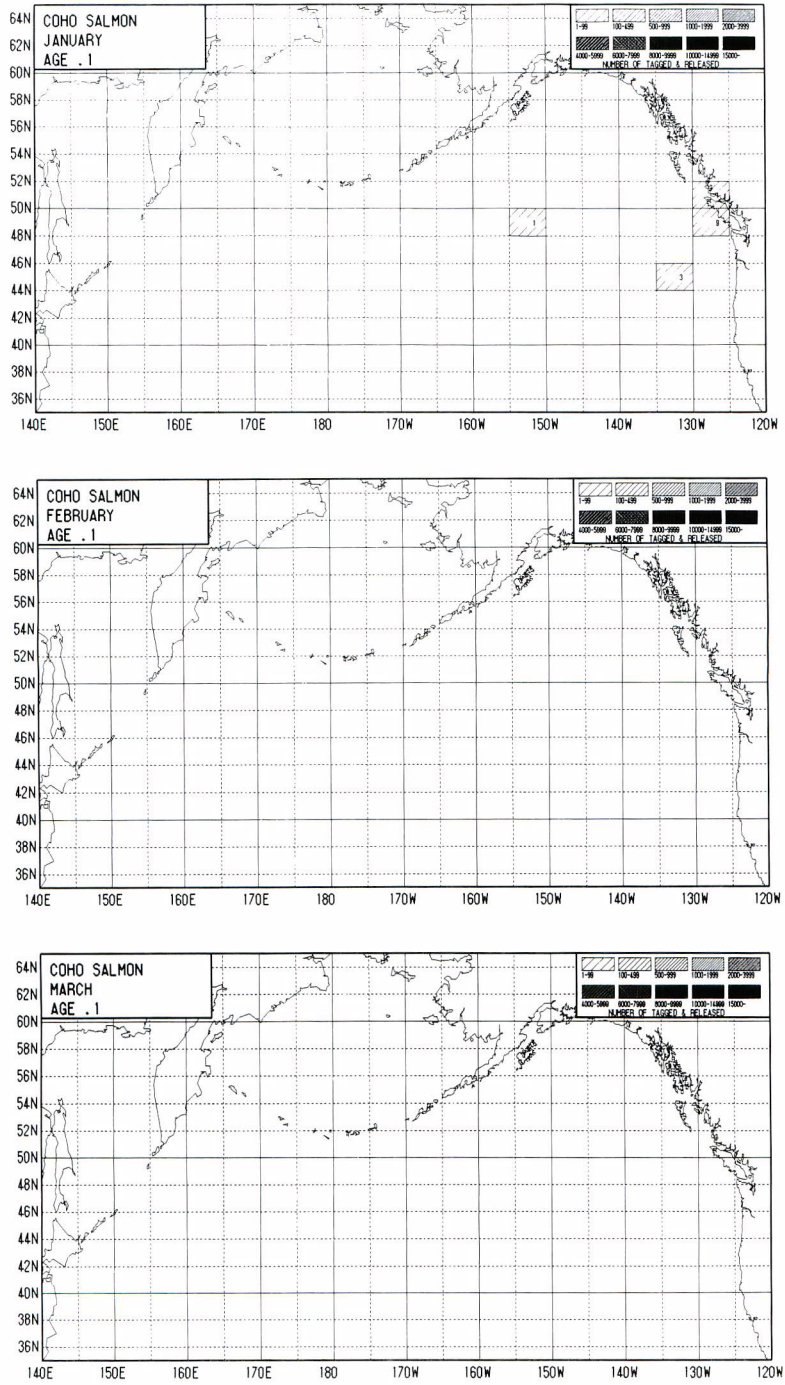 COHO SALMON
JANUARY
AGE .1
1-99 100-499 500-999 1000-1999 2000-3999
4000-5999 6000-7999 8000-9999 10000-14999 15000-
NUMBER OF TAGGED & RELEASED
64N
62N
60N
58N
56N
54N
52N
50N
48N
46N
44N
42N
40N
38N
36N
1
3
140E 150E 160E 170E 180 170W 160W 150W 140W 130W 120W
COHO SALMON
FEBRUARY
AGE .1
1-99 100-499 500-999 1000-1999 2000-3999
4000-5999 6000-7999 8000-9999 10000-14999 15000-
NUMBER OF TAGGED & RELEASED
64N
62N
60N
58N
56N
54N
52N
50N
48N
46N
44N
42N
40N
38N
36N
140E 150E 160E 170E 180 170W 160W 150W 140W 130W 120W
COHO SALMON
MARCH
AGE .1
1-99 100-499 500-999 1000-1999 2000-3999
4000-5999 6000-7999 8000-9999 10000-14999 15000-
NUMBER OF TAGGED & RELEASED
64N
62N
60N
58N
56N
54N
52N
50N
48N
46N
44N
42N
40N
38N
36N
140E 150E 160E 170E 180 170W 160W 150W 140W 130W 120W